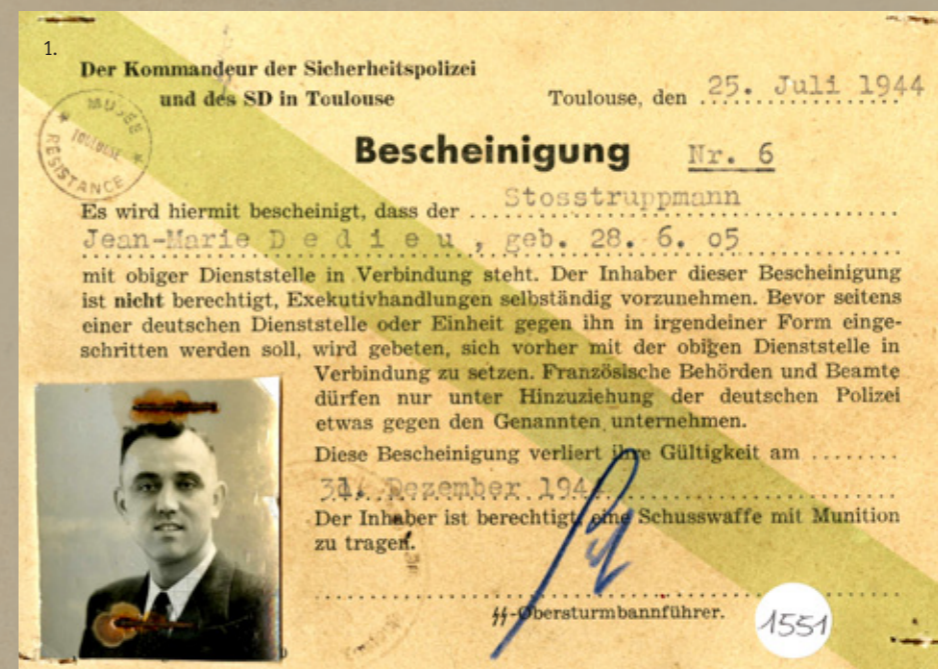 1.
Der Kommandeur der Sicherheitspolizei
und des SD in Toulouse
Toulouse, den 25. Juli 1944
MUSEE
TOULOUSE
RESISTANCE
Bescheinigung Nr. 6
Es wird hiermit bescheinigt, dass der Stosstruppmann
Jean-Marie D e d i e u , geb. 28. 6. 05
mit obiger Dienststelle in Verbindung steht. Der Inhaber dieser Bescheinigung
ist nicht berechtigt, Exekutivhandlungen selbständig vorzunehmen. Bevor seitens
einer deutschen Dienststelle oder Einheit gegen ihn in irgendeiner Form einge-
schritten werden soll, wird gebeten, sich vorher mit der obigen Dienststelle in
Verbindung zu setzen. Französische Behörden und Beamte
dürfen nur unter Hinzuziehung der deutschen Polizei
etwas gegen den Genannten unternehmen.
Diese Bescheinigung verliert ihre Gültigkeit am ........
31. Dezember
Der Inhaber ist berechtigt, eine Schusswaffe mit Munition
zu tragen.
SS-Obersturmbannführer.
1551